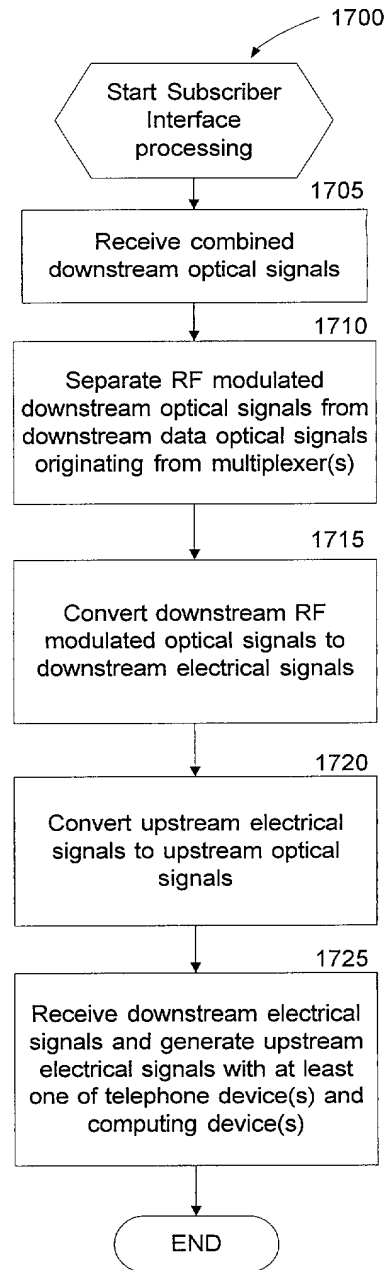 1700
Start Subscriber
Interface
processing
1705
Receive combined
downstream optical signals
1710
Separate RF modulated
downstream optical signals from
downstream data optical signals
originating from multiplexer(s)
1715
Convert downstream RF
modulated optical signals to
downstream electrical signals
1720
Convert upstream electrical
signals to upstream optical
signals
1725
Receive downstream electrical
signals and generate upstream
electrical signals with at least
one of telephone device(s) and
computing device(s)
END